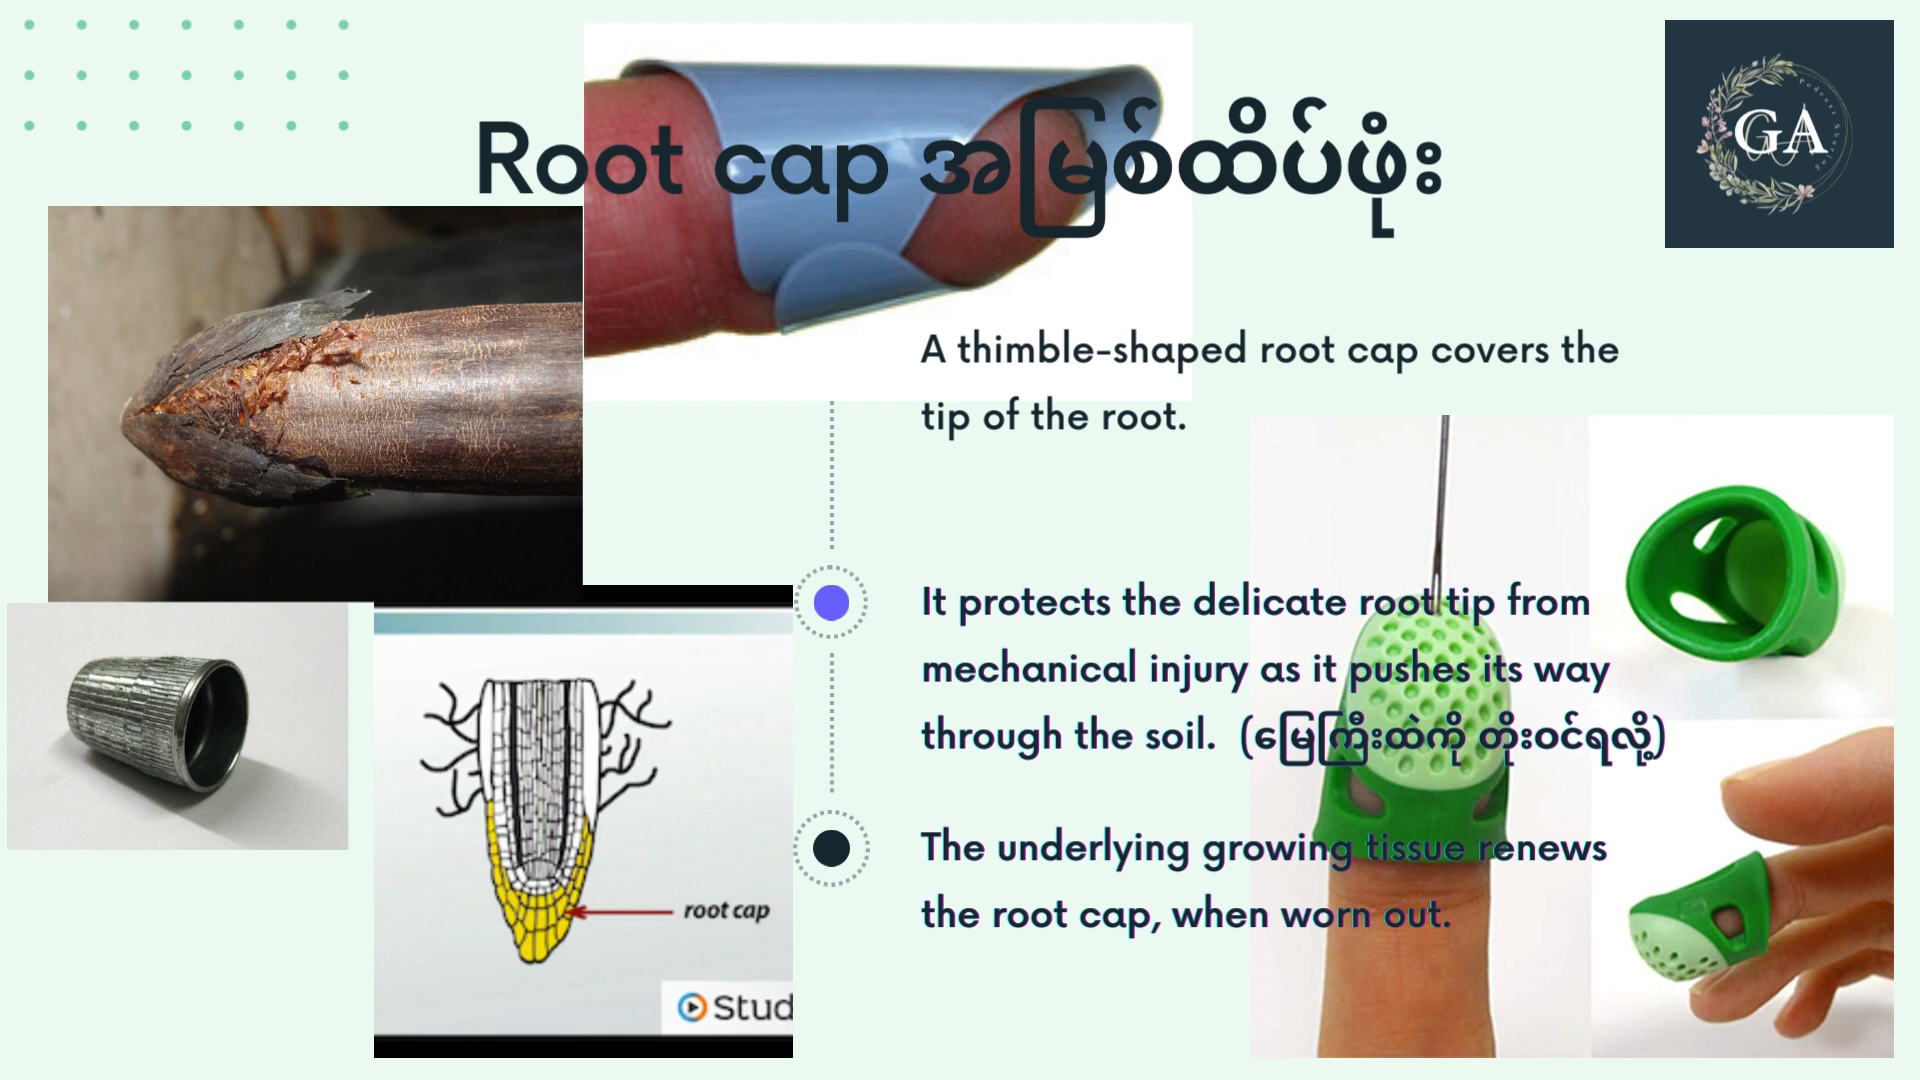 Root cap အမြစ်ထိပ်ဖုံး
GA
Podcast Sharing
A thimble-shaped root cap covers the
tip of the root.
It protects the delicate root tip from
mechanical injury as it pushes its way
through the soil. (မြေကြီးထဲကို တိုးဝင်ရလို့)
The underlying growing tissue renews
the root cap, when worn out.
root cap
Stud